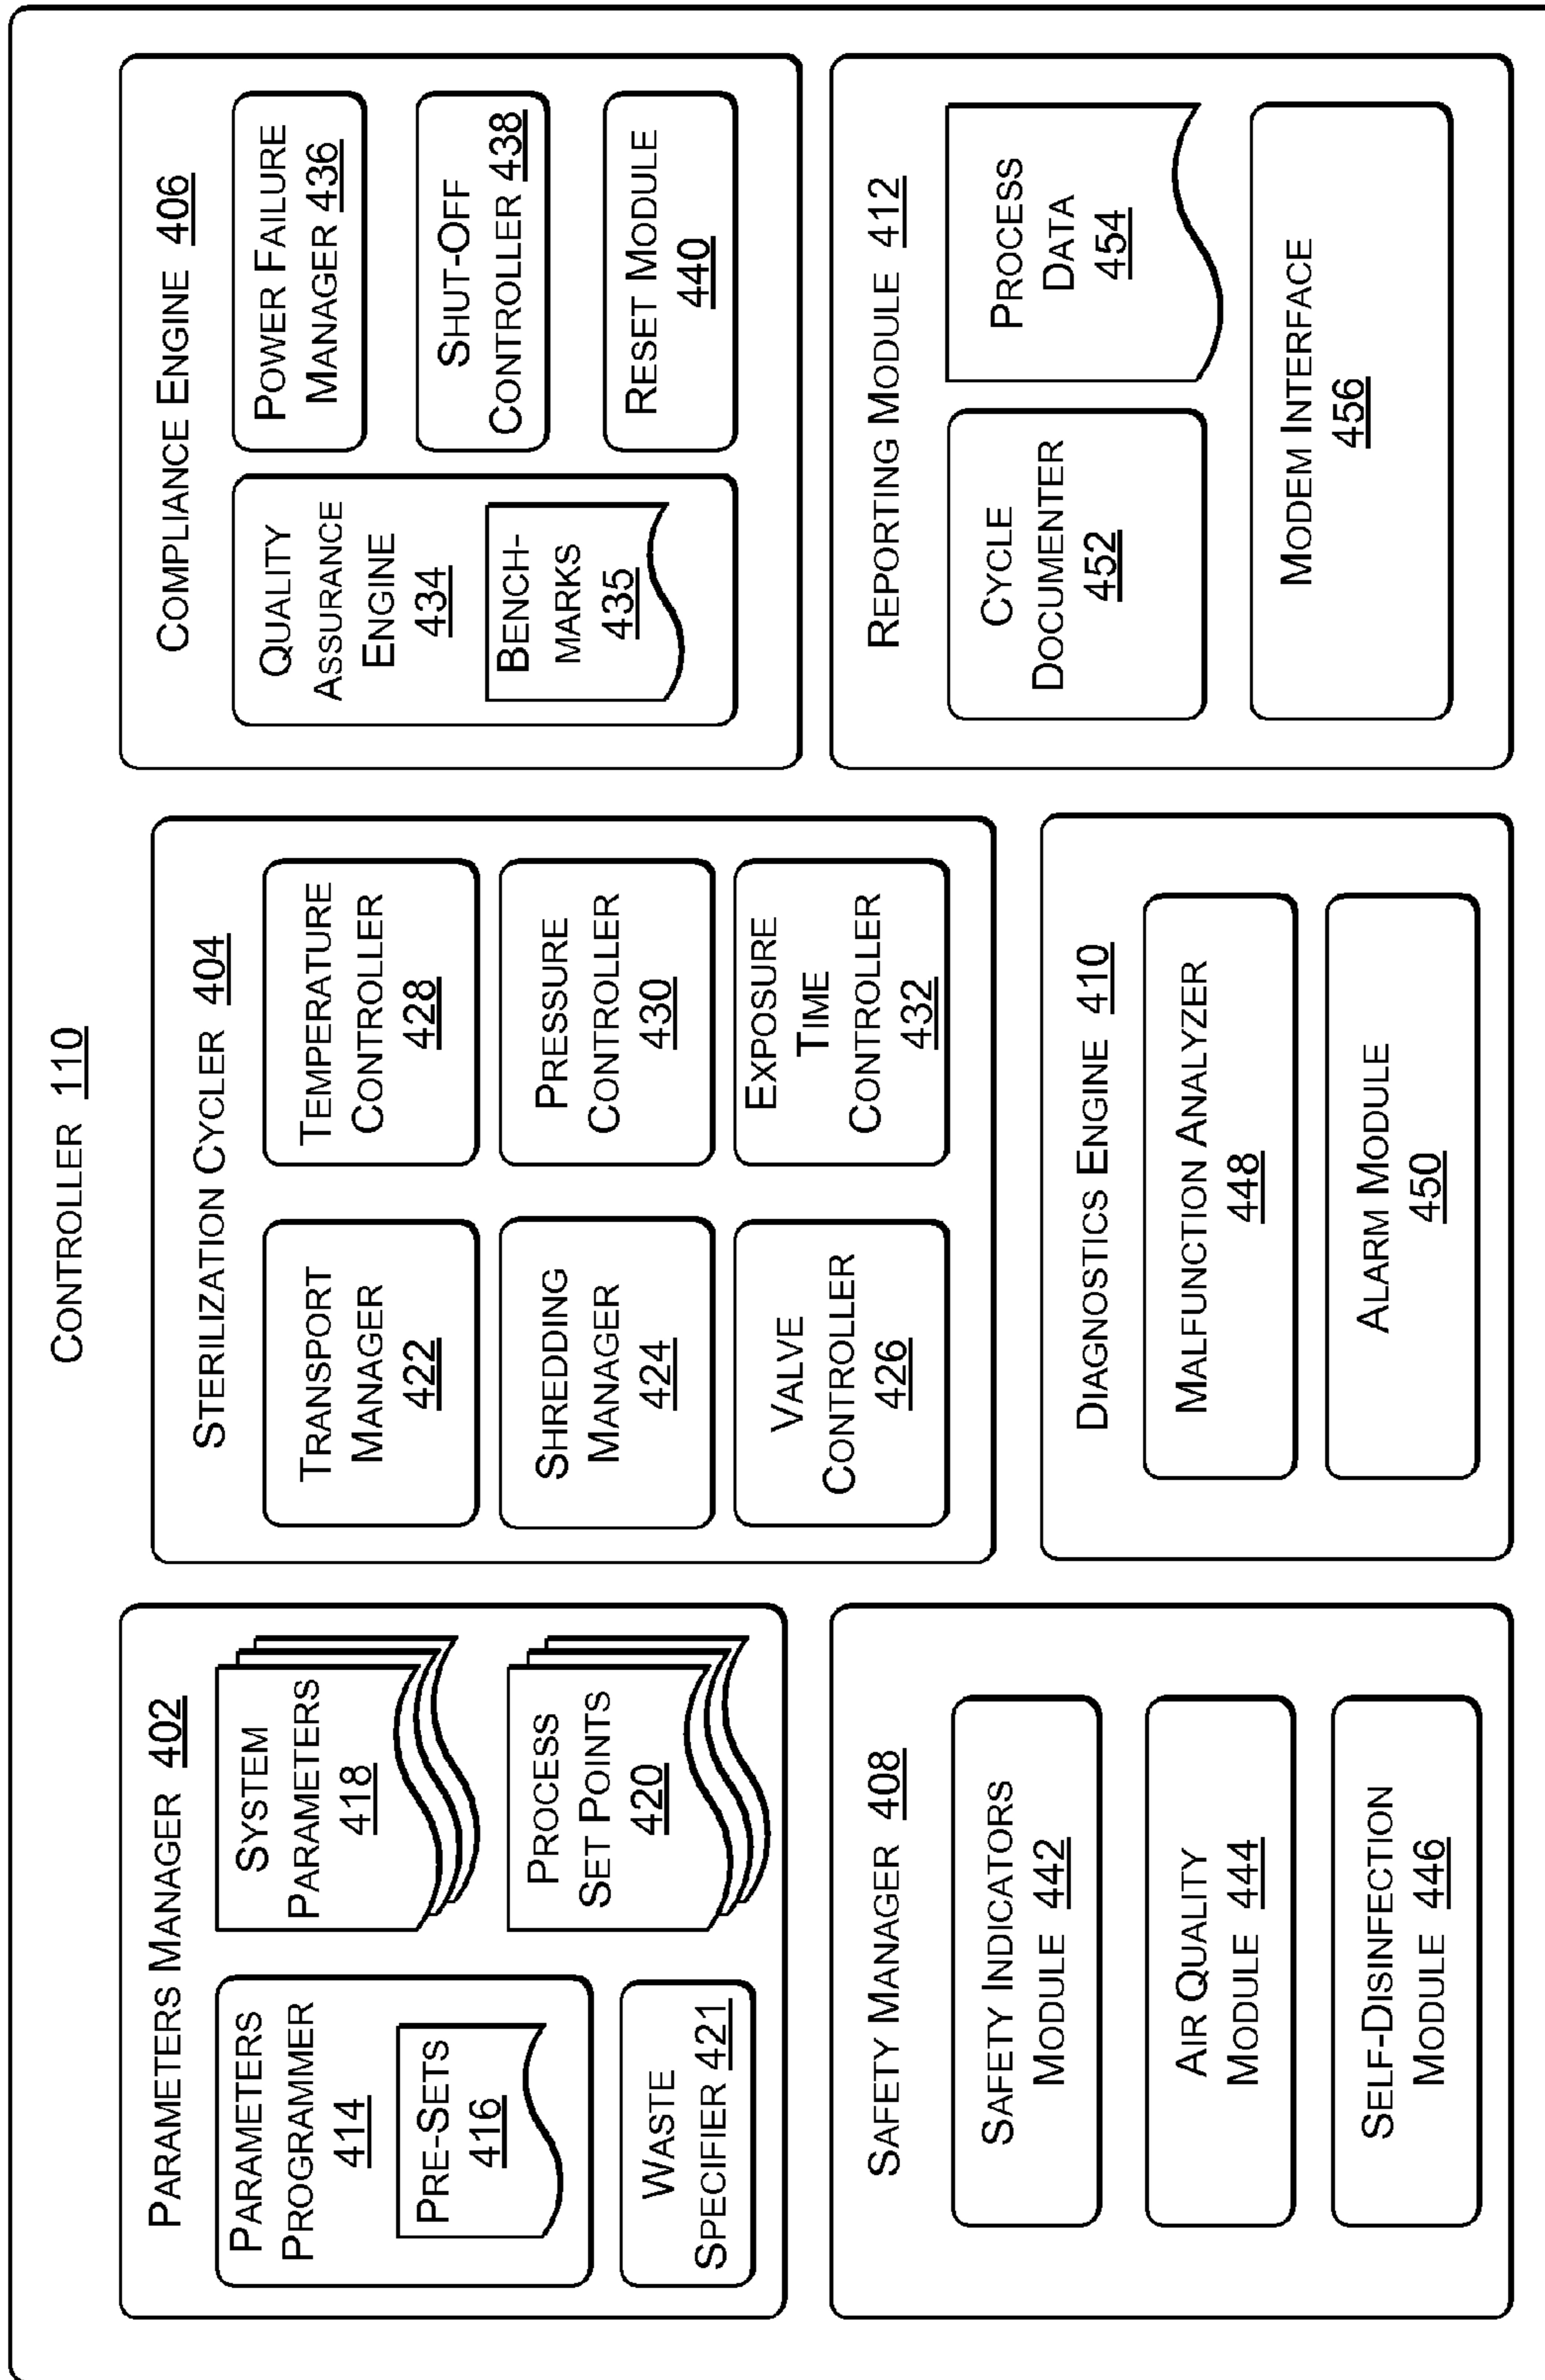 CONTROLLER 110
PARAMETERS MANAGER 402
PARAMETERS
PROGRAMMER
414
PRE-SETS
416
SYSTEM
PARAMETERS
418
PROCESS
SET POINTS
420
WASTE
SPECIFIER 421
STERILIZATION CYCLER 404
TRANSPORT
MANAGER
422
TEMPERATURE
CONTROLLER
428
SHREDDING
MANAGER
424
PRESSURE
CONTROLLER
430
VALVE
CONTROLLER
426
EXPOSURE
TIME
CONTROLLER
432
COMPLIANCE ENGINE 406
QUALITY
ASSURANCE
ENGINE
434
BENCH-
MARKS
435
POWER FAILURE
MANAGER 436
SHUT-OFF
CONTROLLER 438
RESET MODULE
440
SAFETY MANAGER 408
SAFETY INDICATORS
MODULE 442
AIR QUALITY
MODULE 444
SELF-DISINFECTION
MODULE 446
DIAGNOSTICS ENGINE 410
MALFUNCTION ANALYZER
448
ALARM MODULE
450
REPORTING MODULE 412
CYCLE
DOCUMENTER
452
PROCESS
DATA
454
MODEM INTERFACE
456